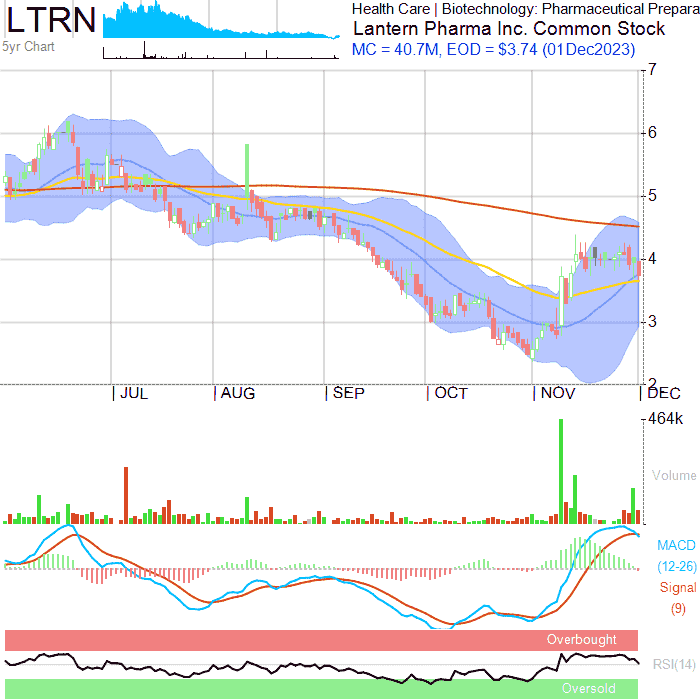 LTRN
5yr Chart
Health Care | Biotechnology: Pharmaceutical Prepara
Lantern Pharma Inc. Common Stock
MC = 40.7M, EOD = $3.74 (01Dec2023)
7
6
5
4
3
2
JUL AUG SEP OCT NOV DEC
464k
Volume
MACD
(12-26)
Signal
(9)
Overbought
RSI(14)
Oversold